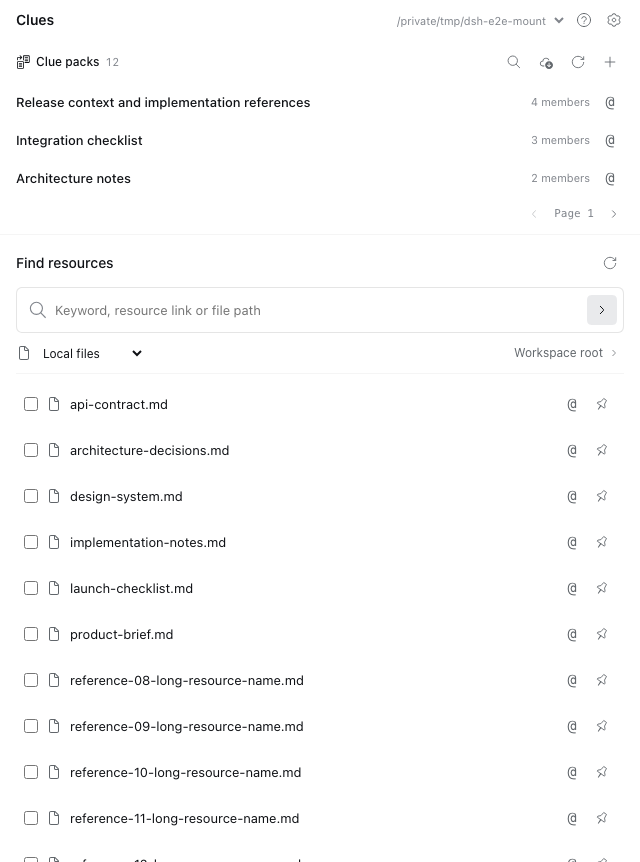 Clues
/private/tmp/dsh-e2e-mount
Clue packs 12
Release context and implementation references 4 members @
Integration checklist 3 members @
Architecture notes 2 members @
Page 1
Find resources
Keyword, resource link or file path
Local files Workspace root
api-contract.md @
architecture-decisions.md @
design-system.md @
implementation-notes.md @
launch-checklist.md @
product-brief.md @
reference-08-long-resource-name.md @
reference-09-long-resource-name.md @
reference-10-long-resource-name.md @
reference-11-long-resource-name.md @